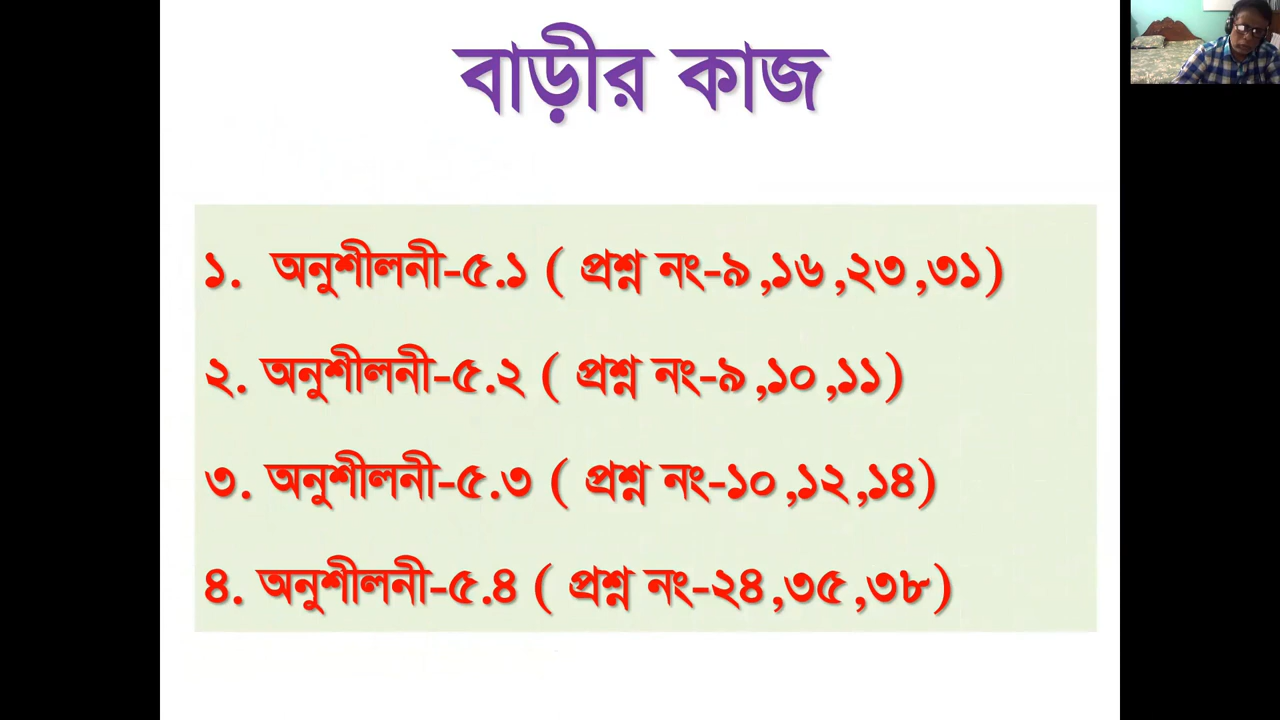 বাড়ীর কাজ
১. অনুশীলনী-৫.১ ( প্রশ্ন নং-৯,১৬,২৩,৩১)
২. অনুশীলনী-৫.২ ( প্রশ্ন নং-৯,১০,১১)
৩. অনুশীলনী-৫.৩ ( প্রশ্ন নং-১০,১২,১৪)
৪. অনুশীলনী-৫.৪ ( প্রশ্ন নং-২৪,৩৫,৩৮)